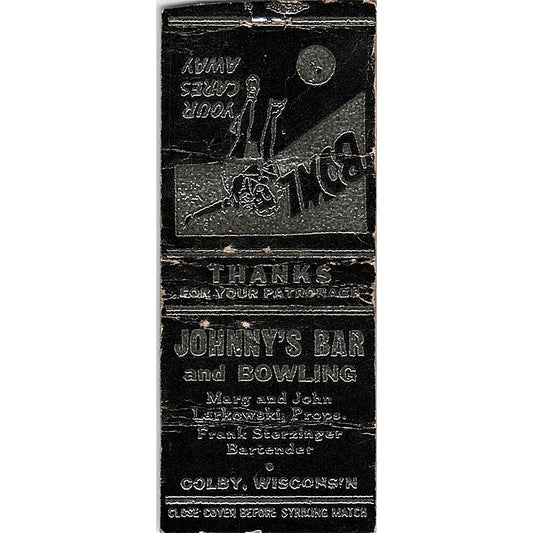 BOWL
YOUR
CARES
AWAY
THANKS
FOR YOUR PATRONAGE
JOHNNY'S BAR
and BOWLING
Marg and John
Larkowski, Props.
Frank Sterzinger
Bartender
COLBY, WISCONSIN
CLOSE COVER BEFORE STRIKING MATCH